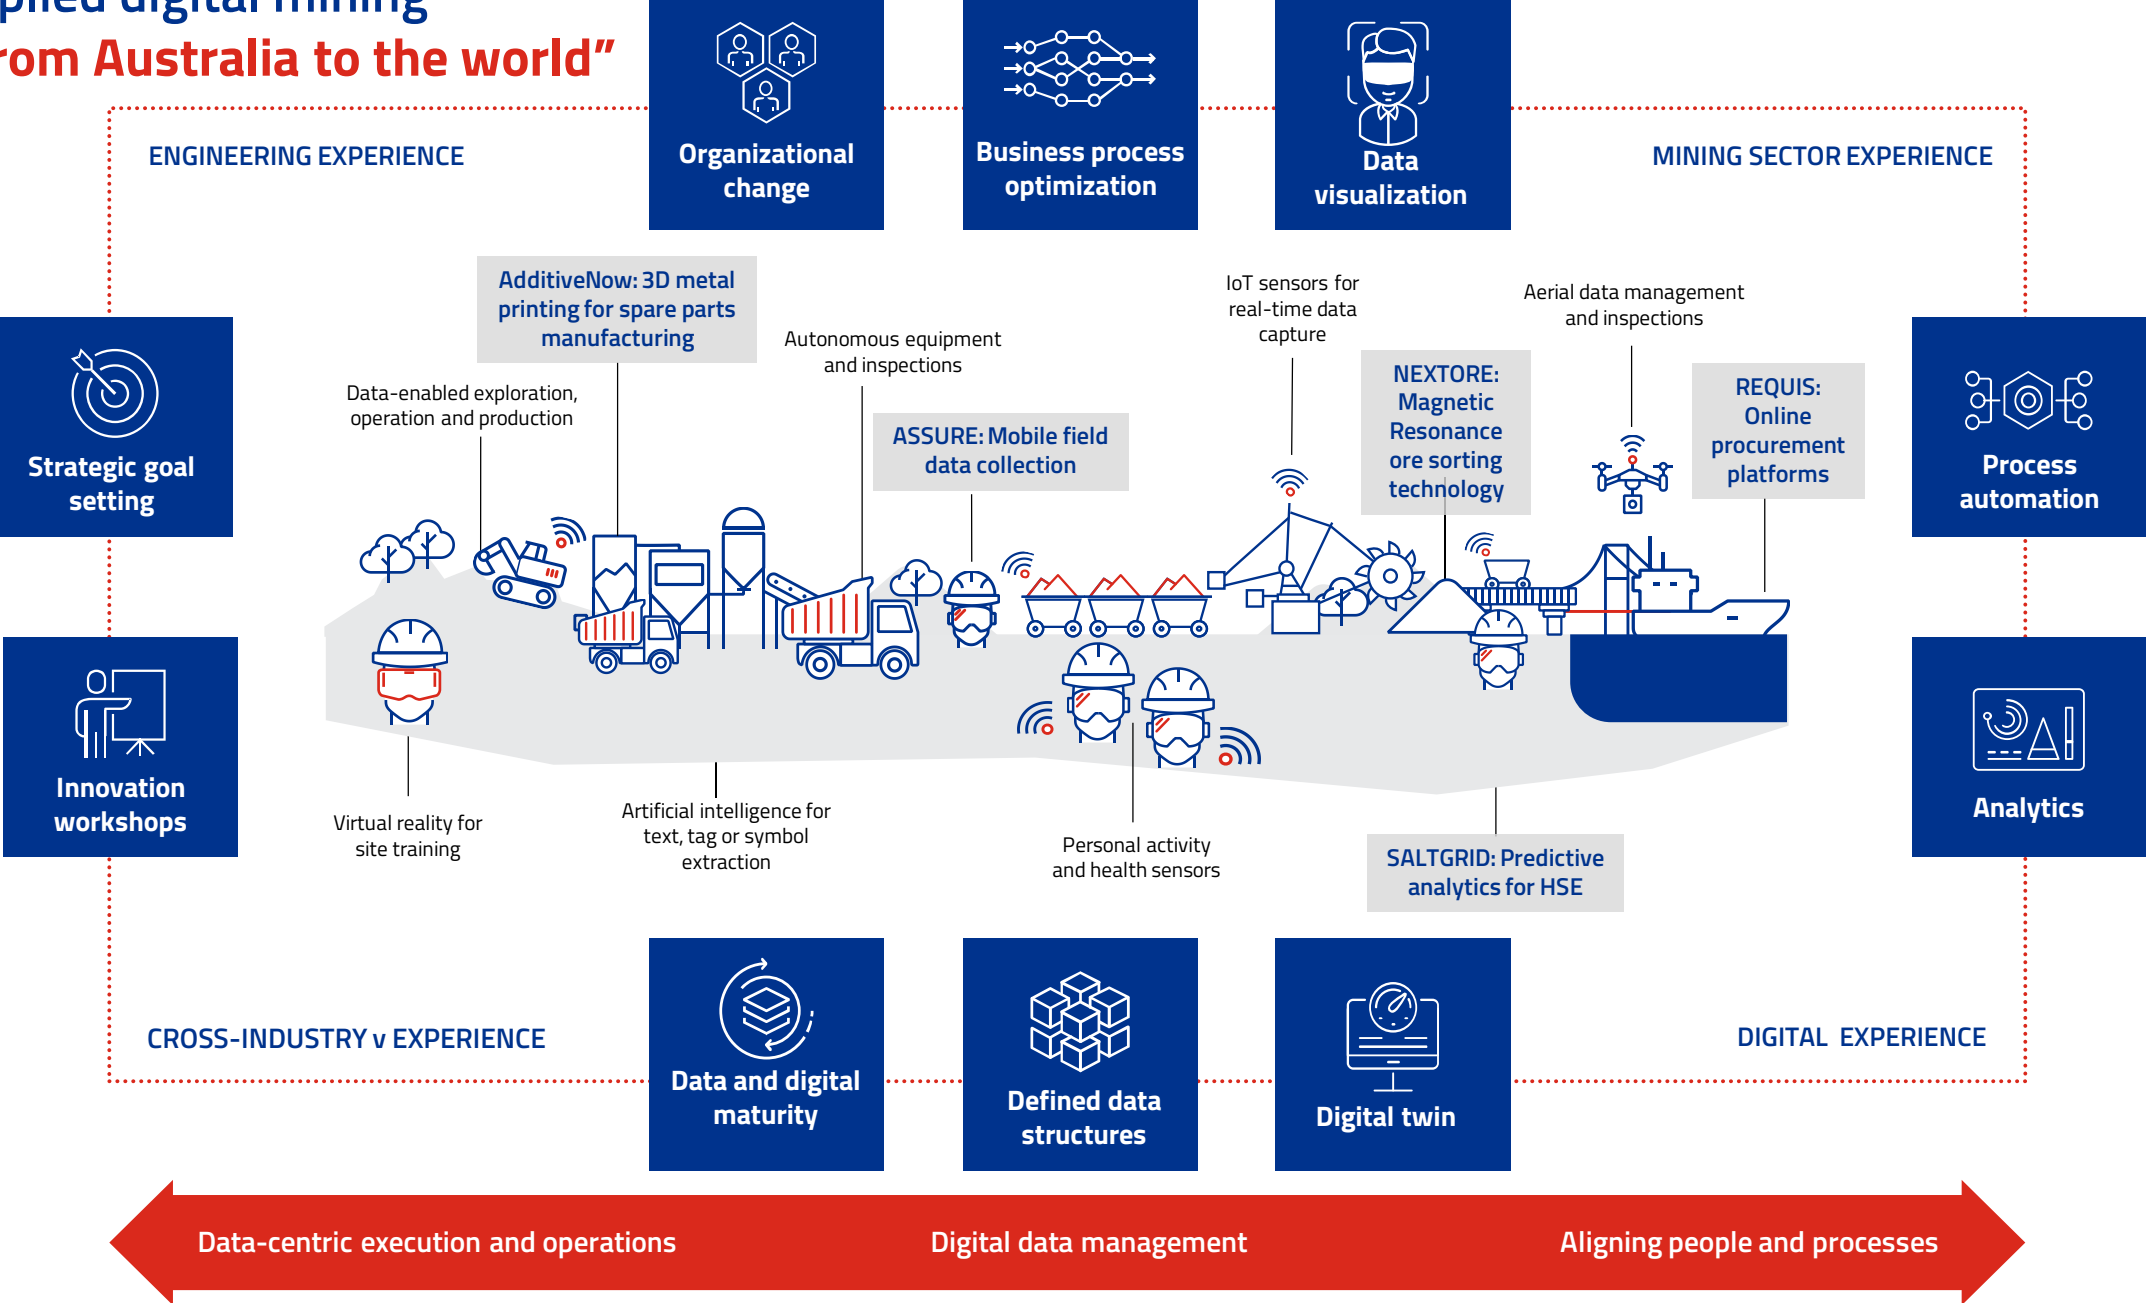 plied digital mining
rom Australia to the world"
ENGINEERING EXPERIENCE
Organizational
change
Business process
optimization
Data
visualization
MINING SECTOR EXPERIENCE
AdditiveNow: 3D metal
printing for spare parts
manufacturing
IoT sensors for
real-time data
capture
Aerial data management
and inspections
Autonomous equipment
and inspections
Data-enabled exploration,
operation and production
ASSURE: Mobile field
data collection
NEXTORE:
Magnetic
Resonance
ore sorting
technology
REQUIS:
Online
procurement
platforms
Strategic goal
setting
Process
automation
Innovation
workshops
Analytics
Virtual reality for
site training
Artificial intelligence for
text, tag or symbol
extraction
Personal activity
and health sensors
SALTGRID: Predictive
analytics for HSE
CROSS-INDUSTRY v EXPERIENCE
DIGITAL EXPERIENCE
Data and digital
maturity
Defined data
structures
Digital twin
Data-centric execution and operations
Digital data management
Aligning people and processes